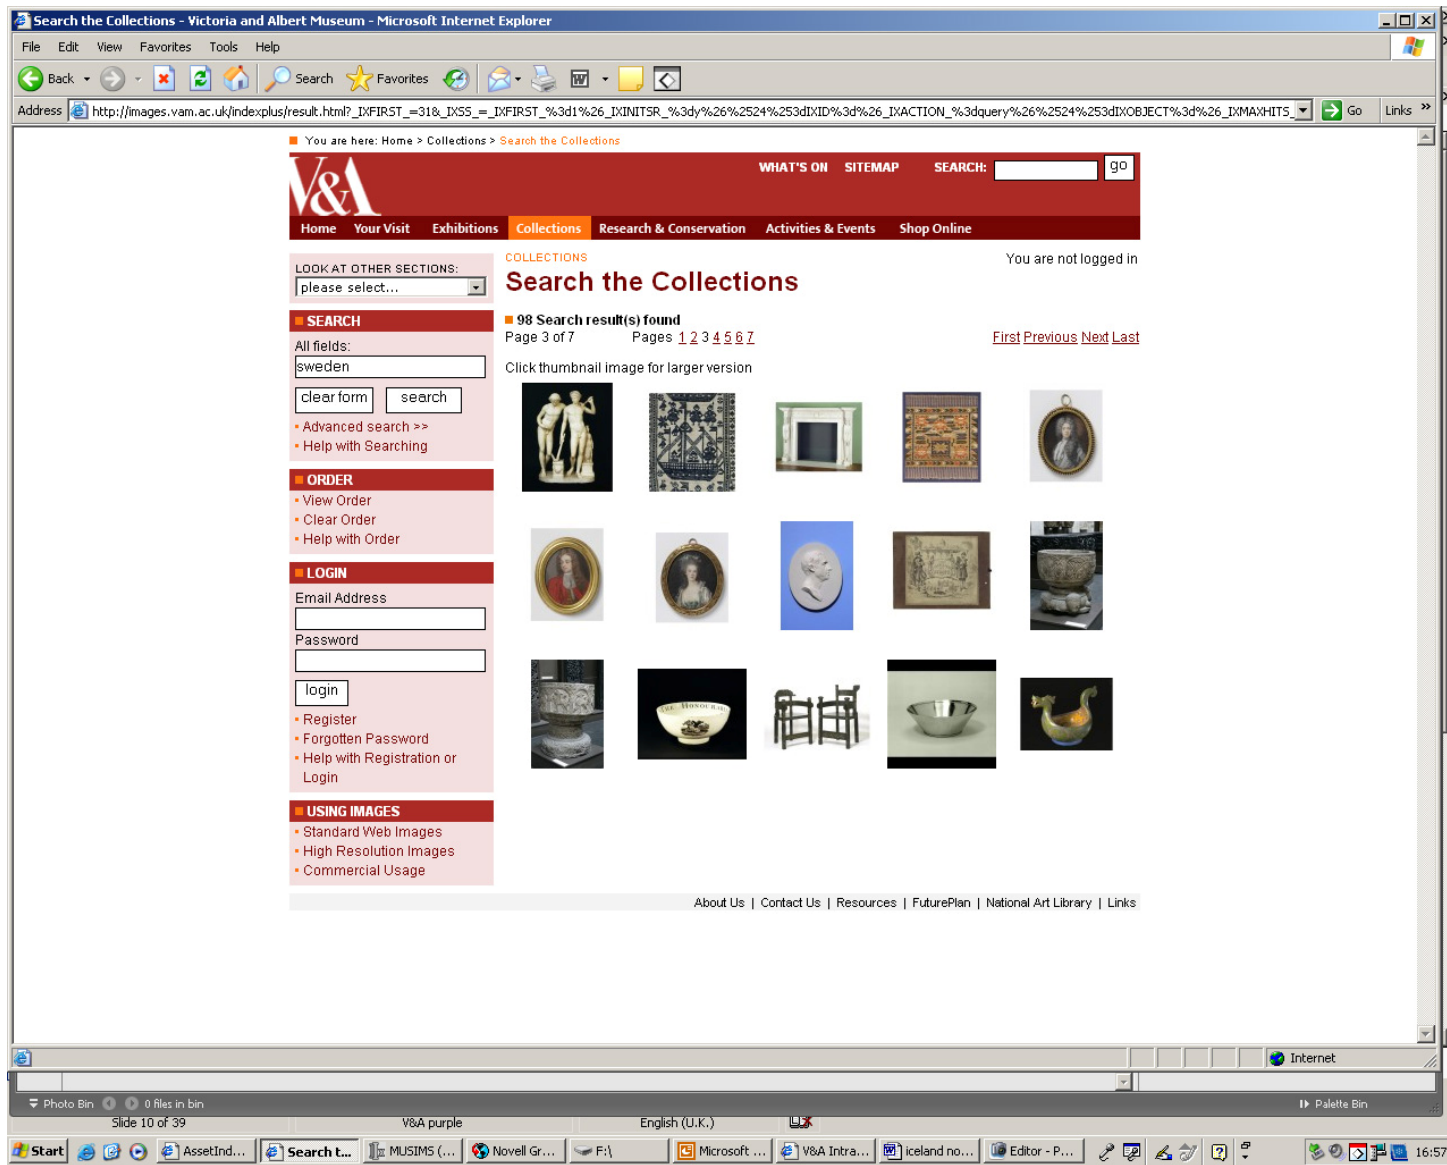 Search the Collections - Victoria and Albert Museum - Microsoft Internet Explorer
File Edit View Favorites Tools Help
Back Search Favorites
Address http://images.vam.ac.uk/indexplus/result.html?_IXFIRST_=31&_IXSS_=_IXFIRST_%3d1%26_IXINITSR_%3dy%26%2524%253dIXID%3d%26_IXACTION_%3dquery%26%2524%253dIXOBJECT%3d%26_IXMAXHITS_ Go Links »
You are here: Home > Collections > Search the Collections
V&A
WHAT'S ON SITEMAP SEARCH: go
Home Your Visit Exhibitions Collections Research & Conservation Activities & Events Shop Online
LOOK AT OTHER SECTIONS:
please select...
SEARCH
All fields:
sweden
clear form search
Advanced search >>
Help with Searching
ORDER
View Order
Clear Order
Help with Order
LOGIN
Email Address
Password
login
Register
Forgotten Password
Help with Registration or
Login
USING IMAGES
Standard Web Images
High Resolution Images
Commercial Usage
COLLECTIONS
You are not logged in
Search the Collections
98 Search result(s) found
Page 3 of 7 Pages 1 2 3 4 5 6 7 First Previous Next Last
Click thumbnail image for larger version
THE HONOURABL
About Us | Contact Us | Resources | FuturePlan | National Art Library | Links
Internet
Photo Bin 0 files in bin Palette Bin
Slide 10 of 39 V&A purple English (U.K.)
Start AssetInd... Search t... MUSIMS (... Novell Gr... F:\ Microsoft ... V&A Intra... iceland no... Editor - P... 16:57